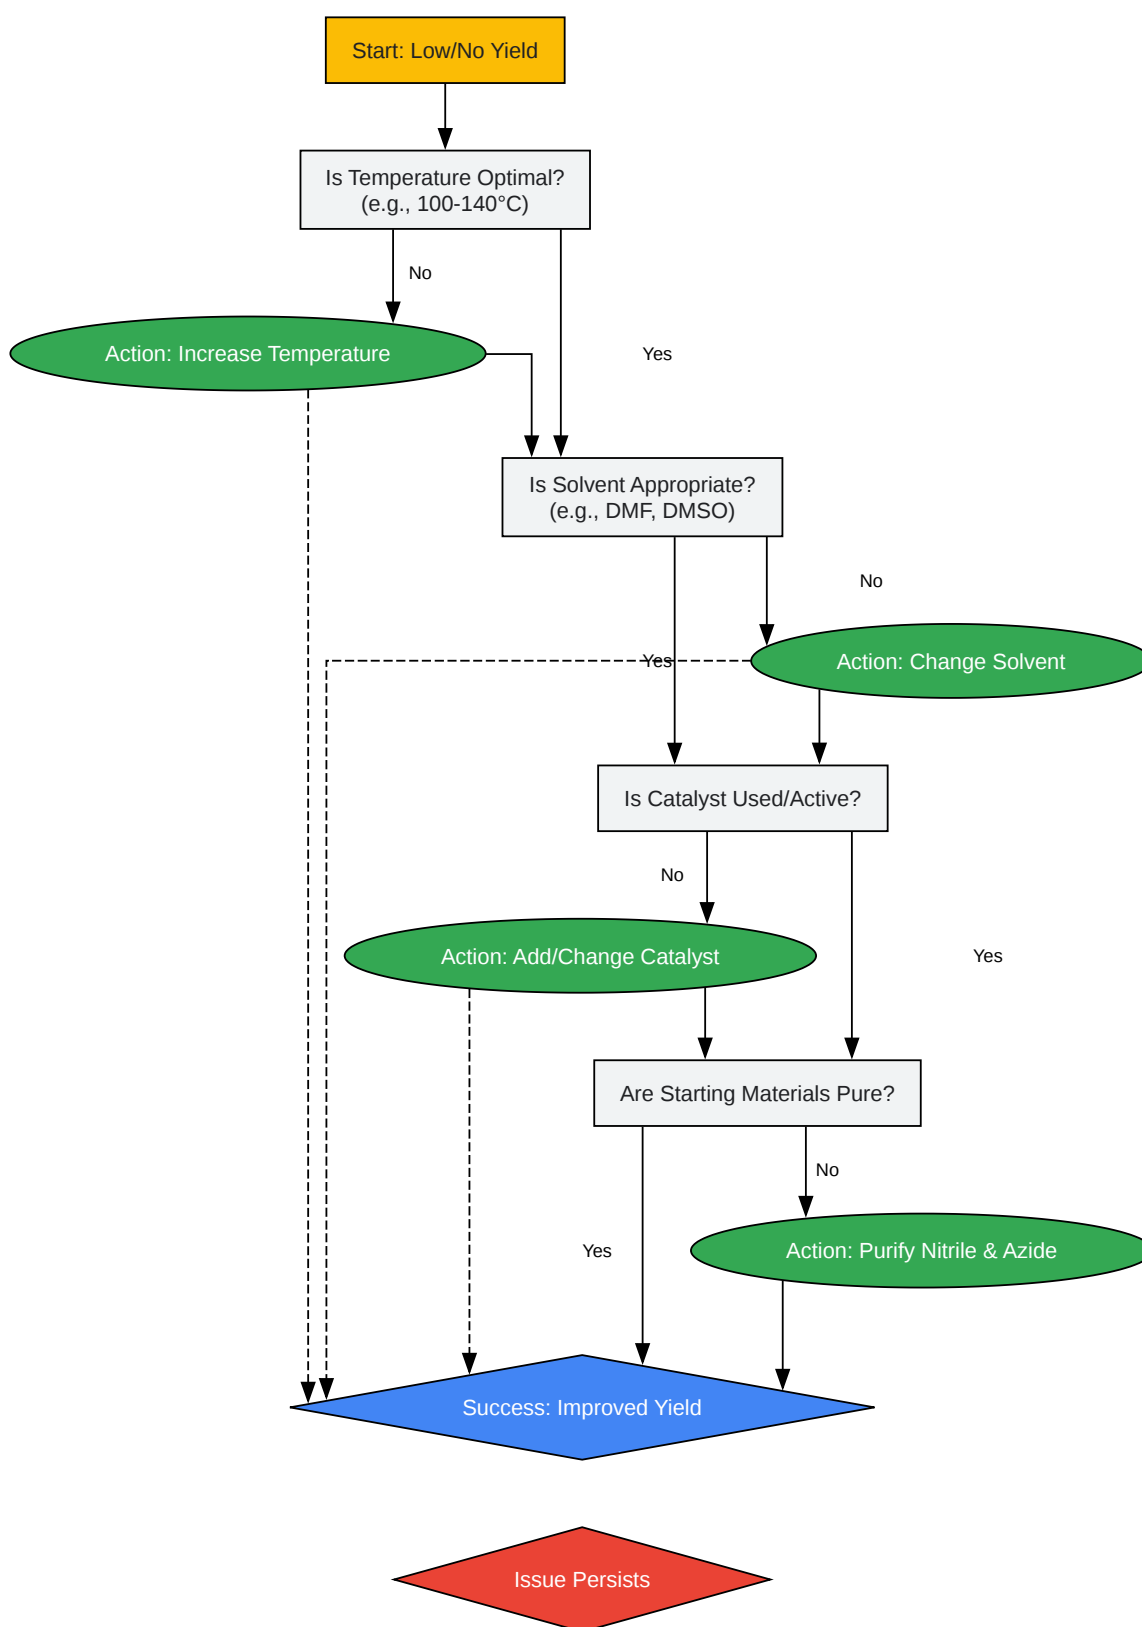 Start: Low/No Yield
Is Temperature Optimal?
(e.g., 100-140°C)
No
Action: Increase Temperature
Yes
Is Solvent Appropriate?
(e.g., DMF, DMSO)
No
Yes
Action: Change Solvent
Is Catalyst Used/Active?
No
Action: Add/Change Catalyst
Yes
Are Starting Materials Pure?
No
Yes
Action: Purify Nitrile & Azide
Success: Improved Yield
Issue Persists